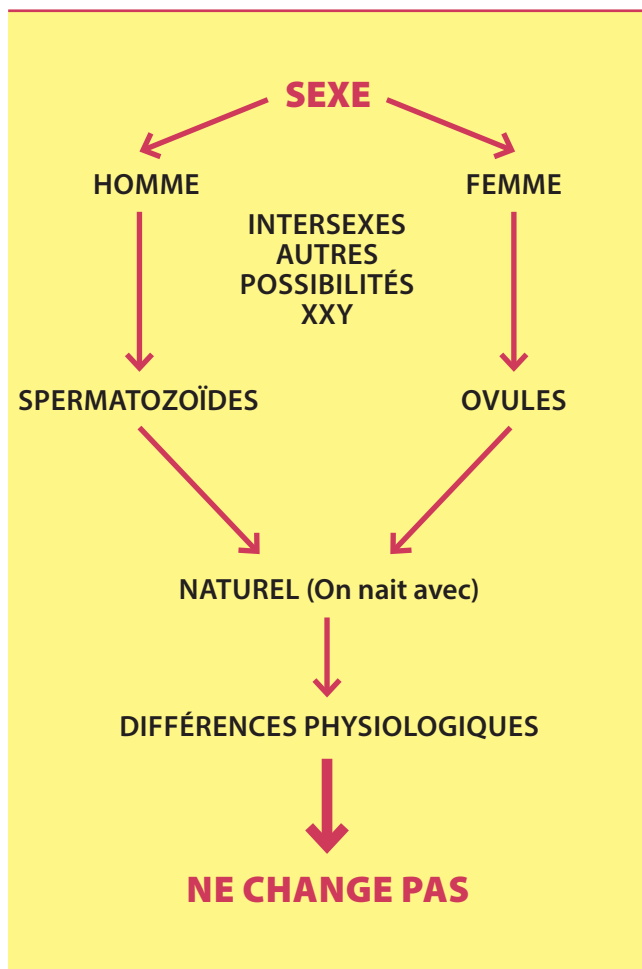 SEXE
HOMME
FEMME
INTERSEXES
AUTRES
POSSIBILITÉS
XXY
SPERMATOZOÏDES
OVULES
NATUREL (On nait avec)
DIFFÉRENCES PHYSIOLOGIQUES
NE CHANGE PAS